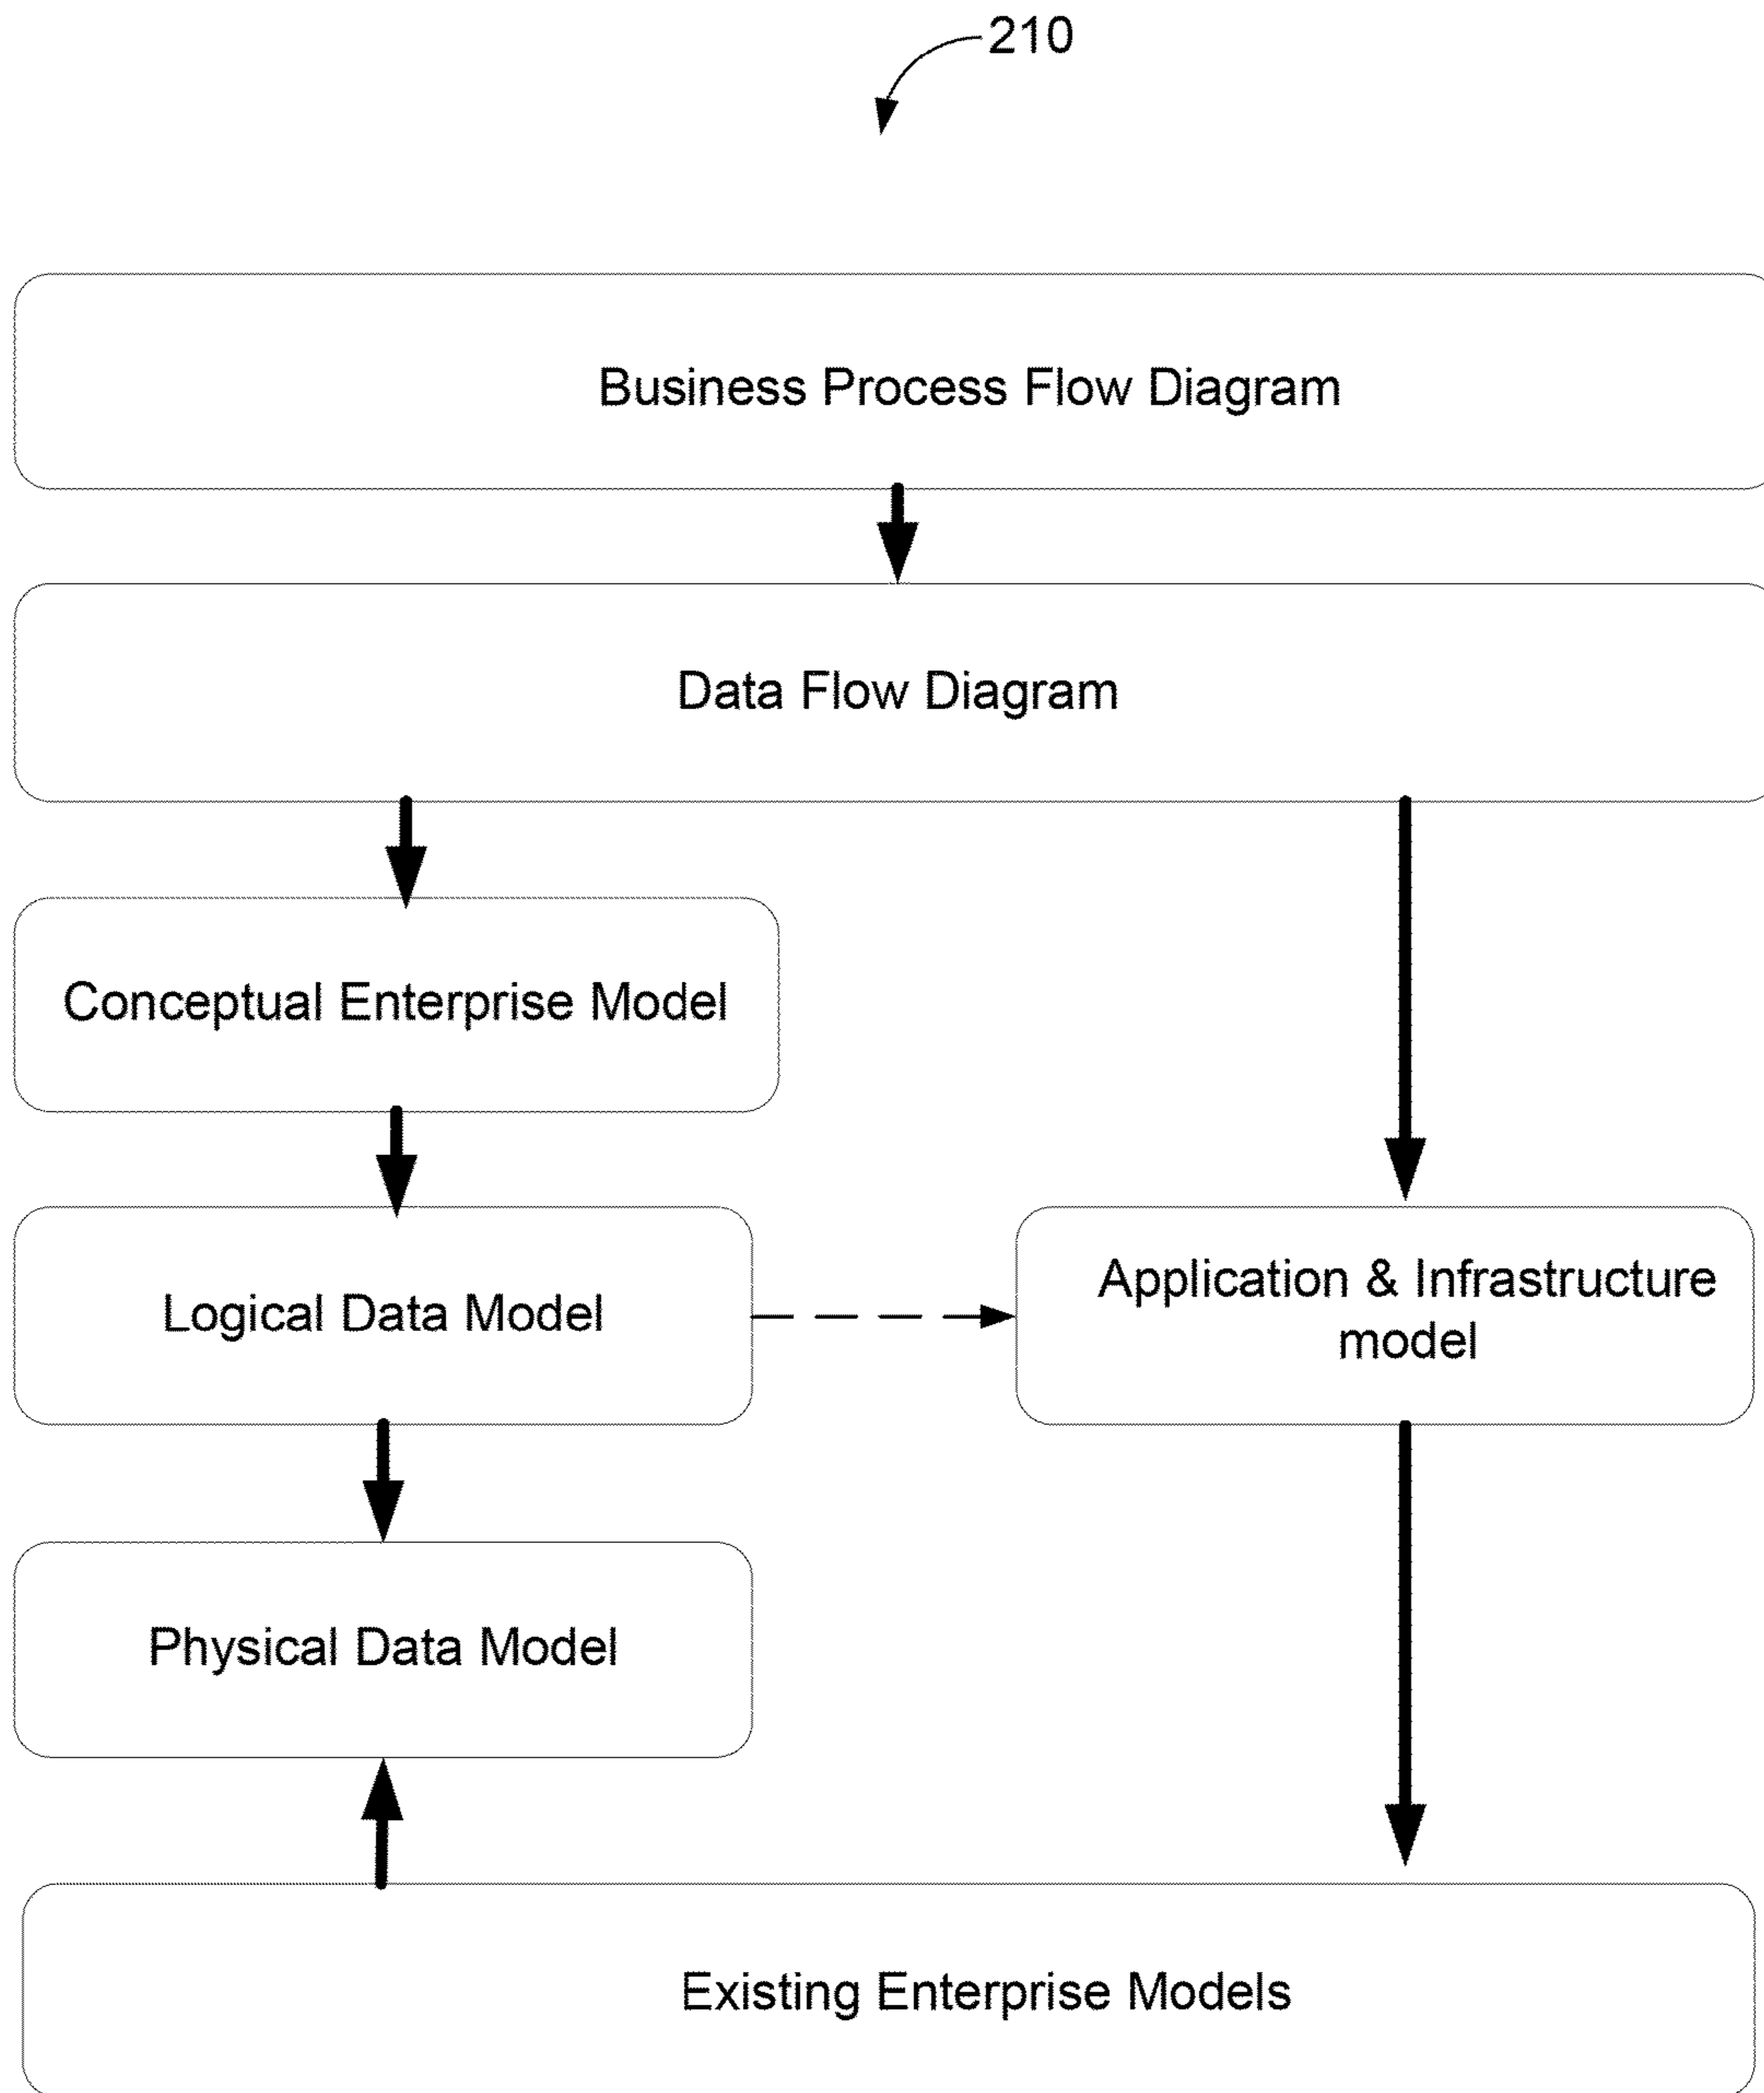 210
Business Process Flow Diagram
Data Flow Diagram
Conceptual Enterprise Model
Logical Data Model
Application & Infrastructure
model
Physical Data Model
Existing Enterprise Models